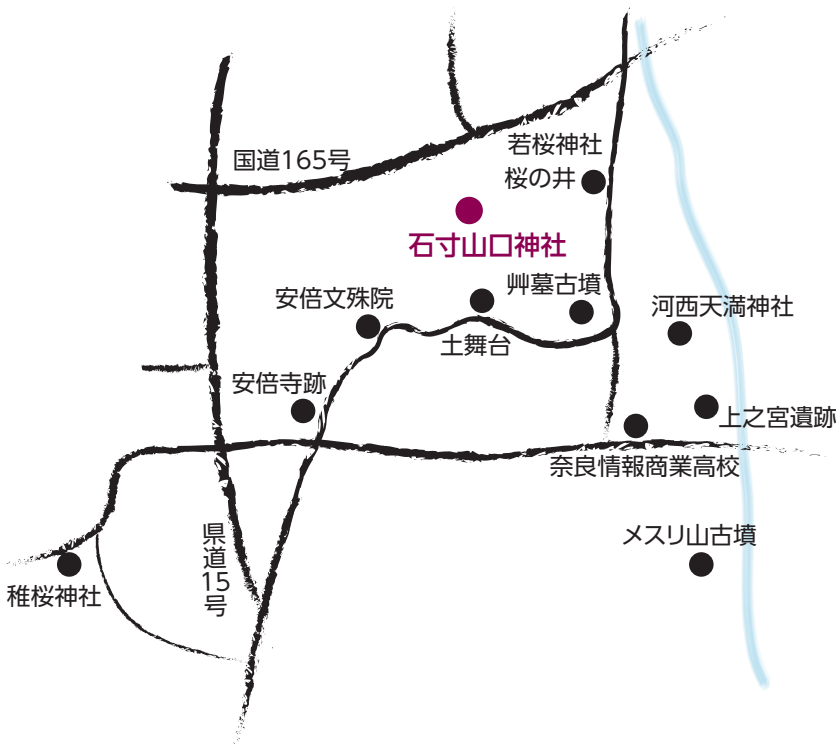 若桜神社
桜の井
国道165号
石寸山口神社
艸墓古墳
安倍文殊院
河西天満神社
土舞台
安倍寺跡
上之宮遺跡
奈良情報商業高校
県道15号
メスリ山古墳
稚桜神社